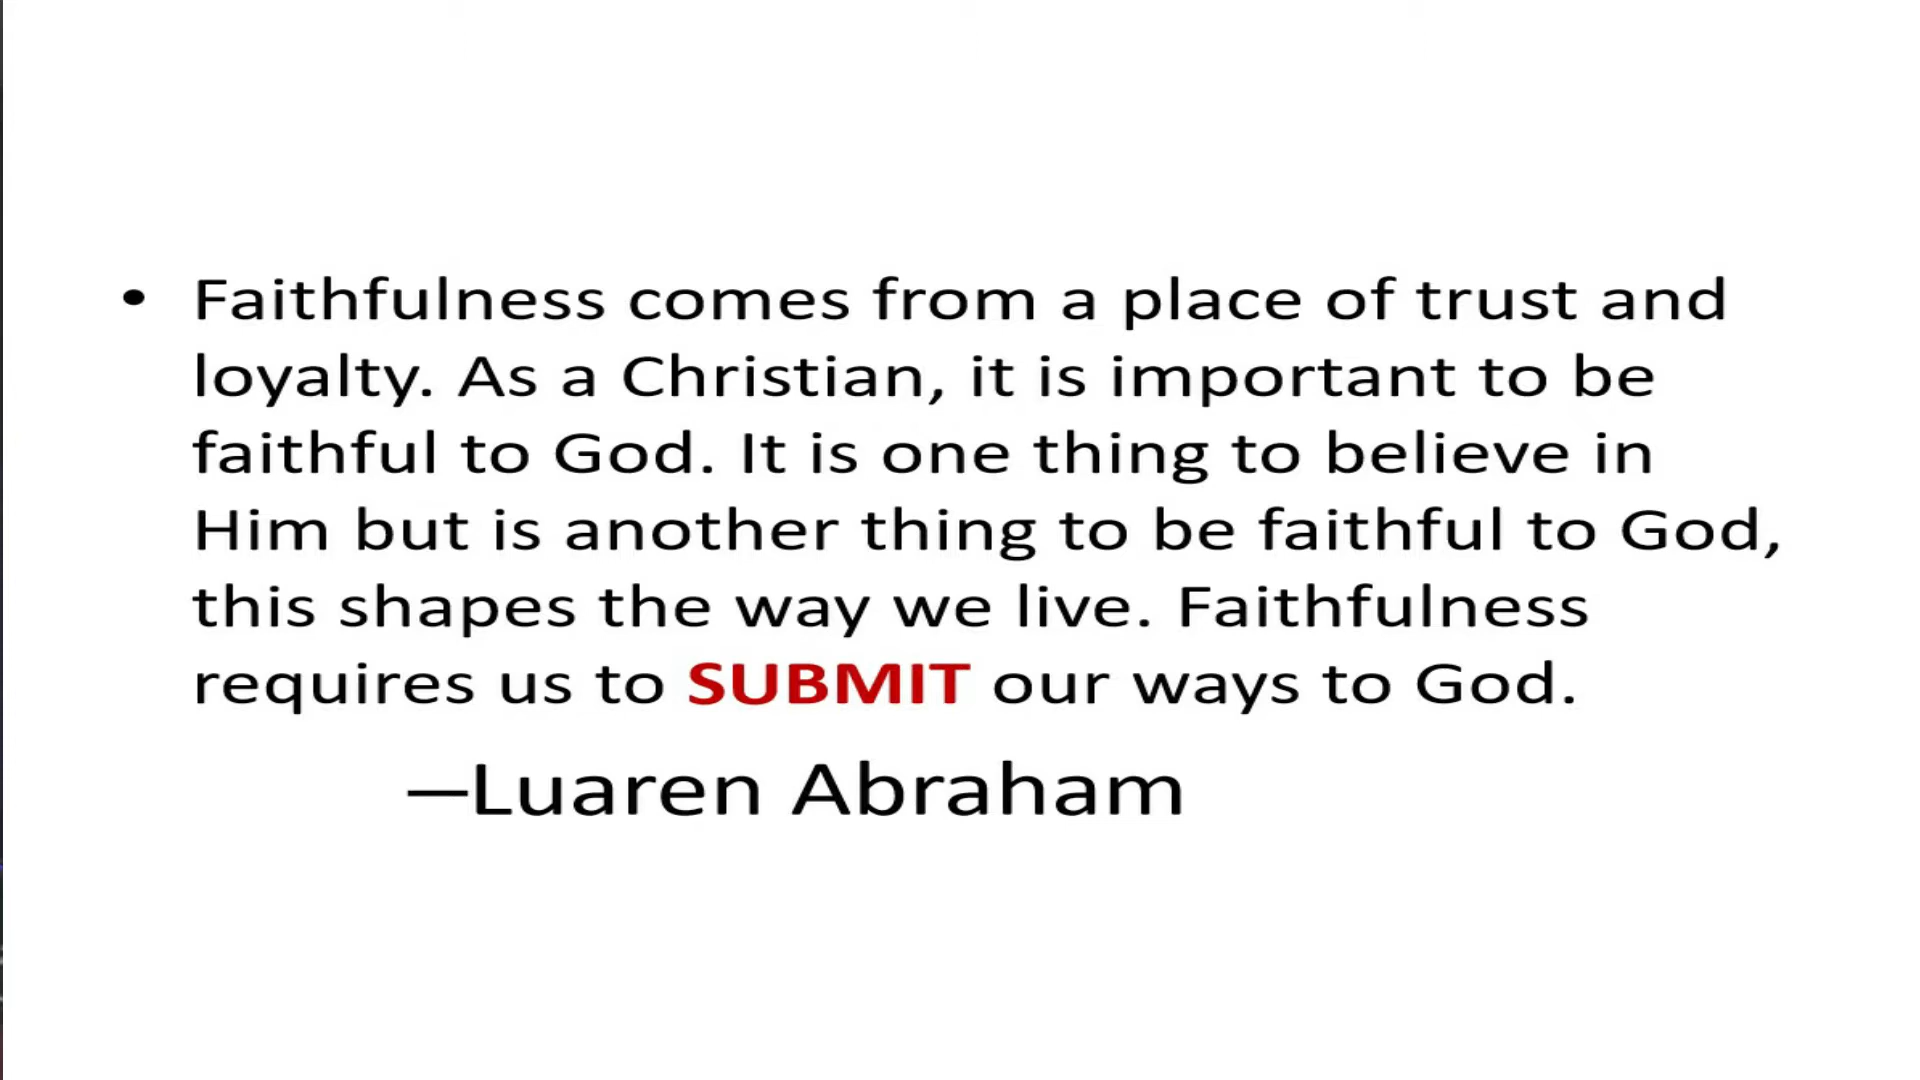 • Faithfulness comes from a place of trust and
loyalty. As a Christian, it is important to be
faithful to God. It is one thing to believe in
Him but is another thing to be faithful to God,
this shapes the way we live. Faithfulness
requires us to SUBMIT our ways to God.
—Luaren Abraham